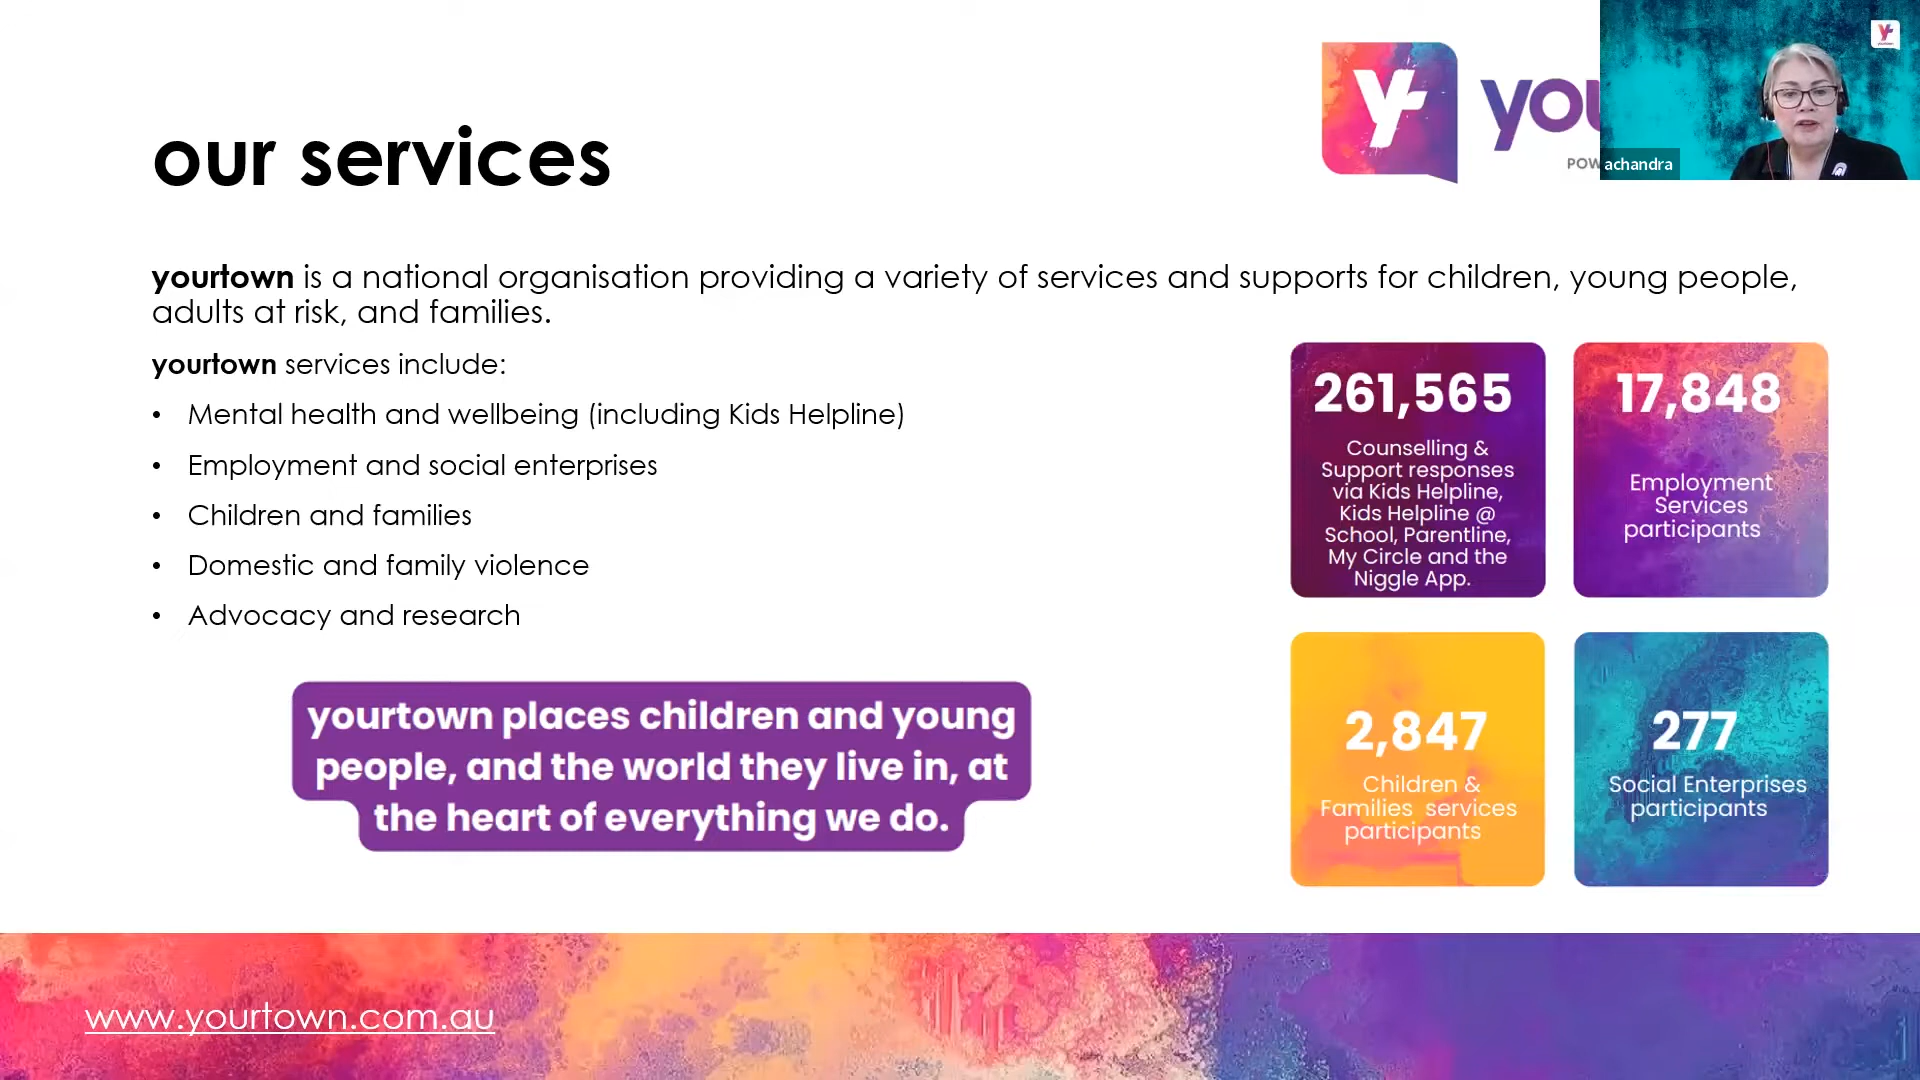 our services
you
POW
achandra
yourtown is a national organisation providing a variety of services and supports for children, young people,
adults at risk, and families.
yourtown services include:
• Mental health and wellbeing (including Kids Helpline)
• Employment and social enterprises
• Children and families
• Domestic and family violence
• Advocacy and research
yourtown places children and young
people, and the world they live in, at
the heart of everything we do.
261,565
Counselling &
Support responses
via Kids Helpline,
Kids Helpline @
School, Parentline,
My Circle and the
Niggle App.
17,848
Employment
Services
participants
2,847
Children &
Families services
participants
277
Social Enterprises
participants
www.yourtown.com.au